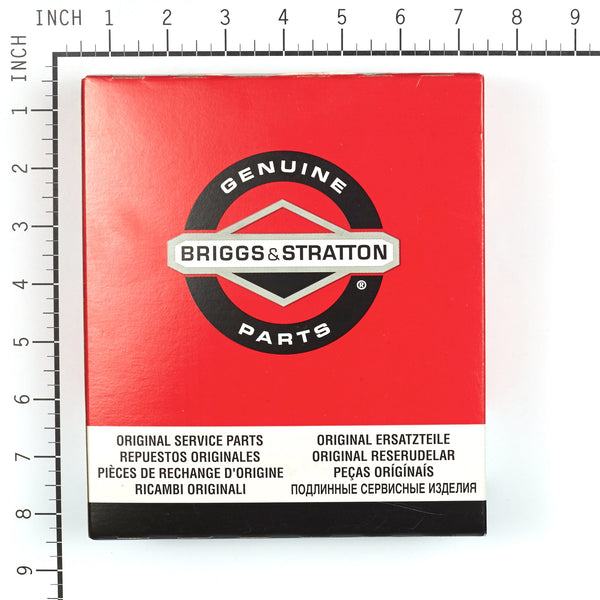 INCH 1 2 3 4 5 6 7 8 9
INCH
1
2
3
4
5
6
7
8
9
GENUINE
BRIGGS & STRATTON
®
PARTS
ORIGINAL SERVICE PARTS
REPUESTOS ORIGINALES
PIÈCES DE RECHANGE D'ORIGINE
RICAMBI ORIGINALI
ORIGINAL ERSATZTEILE
ORIGINAL RESERUDELAR
PEÇAS ORÍGÍNAÍS
ПОДЛИННЫЕ СЕРВИСНЫЕ ИЗДЕЛИЯ